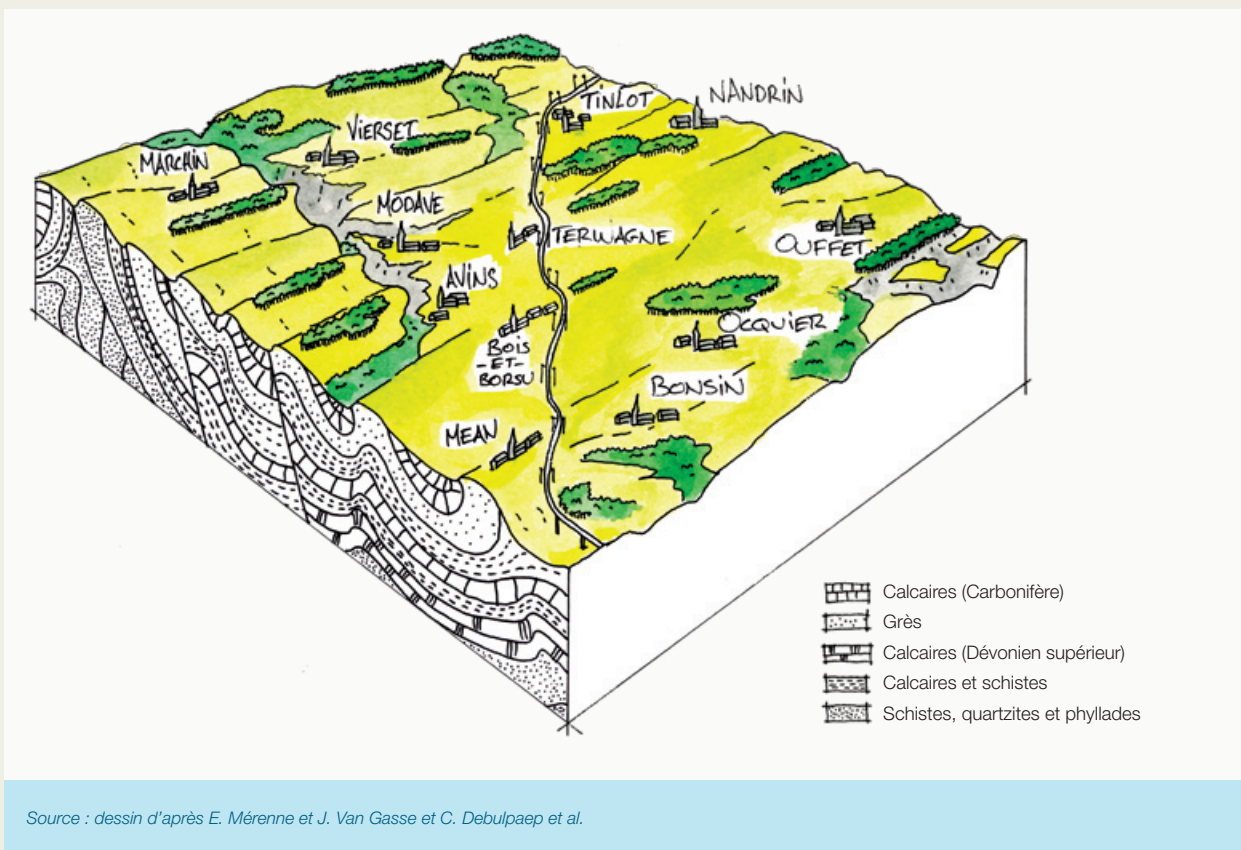 TINLOT
NANDRIN
VIERSET
MARCHIN
MODAVE
TERWAGNE
OUFFET
AVINS
OCQUIER
BOIS
-ET-
BORSU
BONSIN
MEAN
Calcaires (Carbonifère)
Grès
Calcaires (Dévonien supérieur)
Calcaires et schistes
Schistes, quartzites et phyllades
Source : dessin d'après E. Mérenne et J. Van Gasse et C. Debulpaep et al.